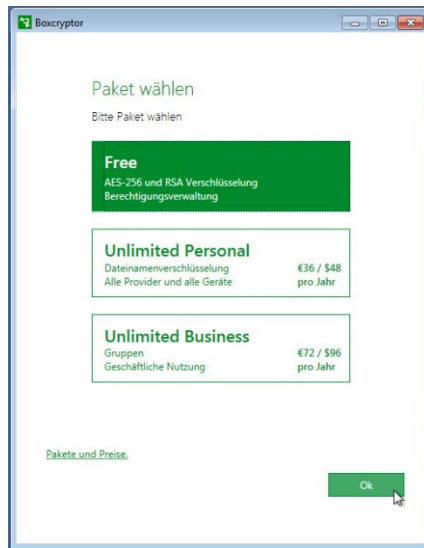 Boxcryptor
Paket wählen
Bitte Paket wählen
Free
AES-256 und RSA Verschlüsselung
Berechtigungsverwaltung
Unlimited Personal
Dateinamenverschlüsselung €36 / $48
Alle Provider und alle Geräte pro Jahr
Unlimited Business
Gruppen €72 / $96
Geschäftliche Nutzung pro Jahr
Pakete und Preise.
Ok